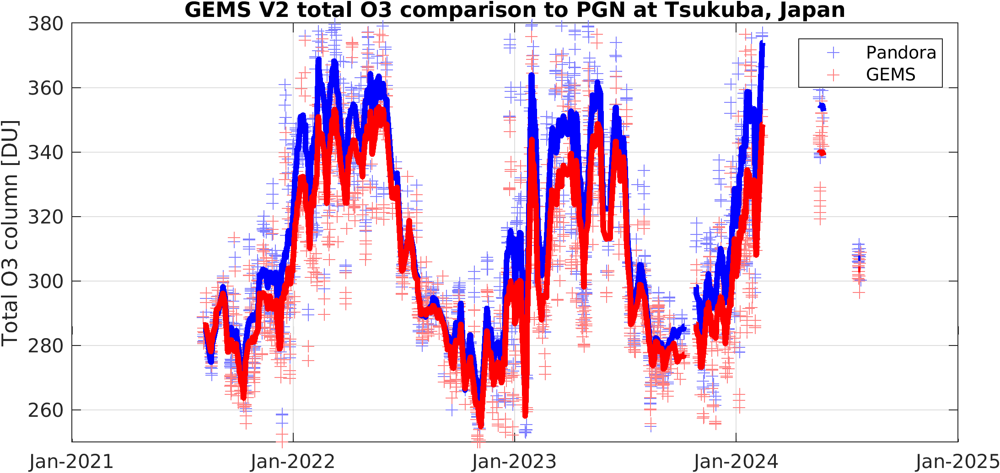 GEMS V2 total O3 comparison to PGN at Tsukuba, Japan
380
360
340
320
300
280
260
Total O3 column [DU]
Pandora
GEMS
Jan-2021
Jan-2022
Jan-2023
Jan-2024
Jan-2025